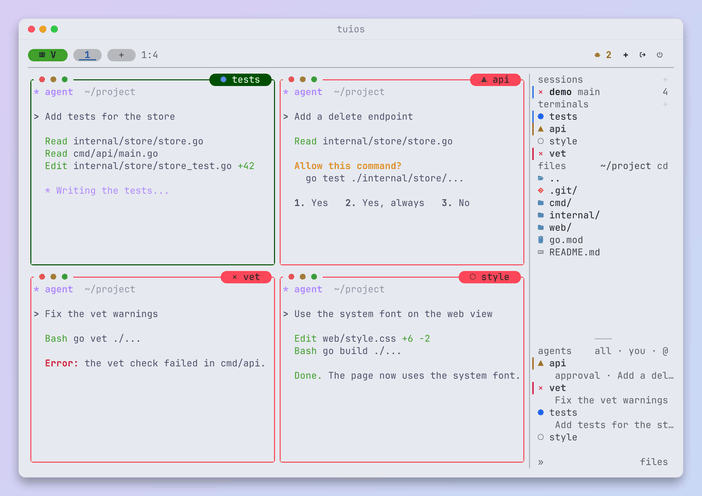 tuios
V 1 + 1:4
2
tests
* agent ~/project
> Add tests for the store
Read internal/store/store.go
Read cmd/api/main.go
Edit internal/store/store_test.go +42
* Writing the tests...
api
* agent ~/project
> Add a delete endpoint
Read internal/store/store.go
Allow this command?
go test ./internal/store/...
1. Yes 2. Yes, always 3. No
vet
* agent ~/project
> Fix the vet warnings
Bash go vet ./...
Error: the vet check failed in cmd/api.
style
* agent ~/project
> Use the system font on the web view
Edit web/style.css +6 -2
Bash go build ./...
Done. The page now uses the system font.
sessions +
× demo main 4
terminals +
tests
api
style
× vet
files ~/project cd
..
.git/
cmd/
internal/
web/
go.mod
README.md
agents all · you · @
api
approval · Add a del…
× vet
Fix the vet warnings
tests
Add tests for the st…
style
» files